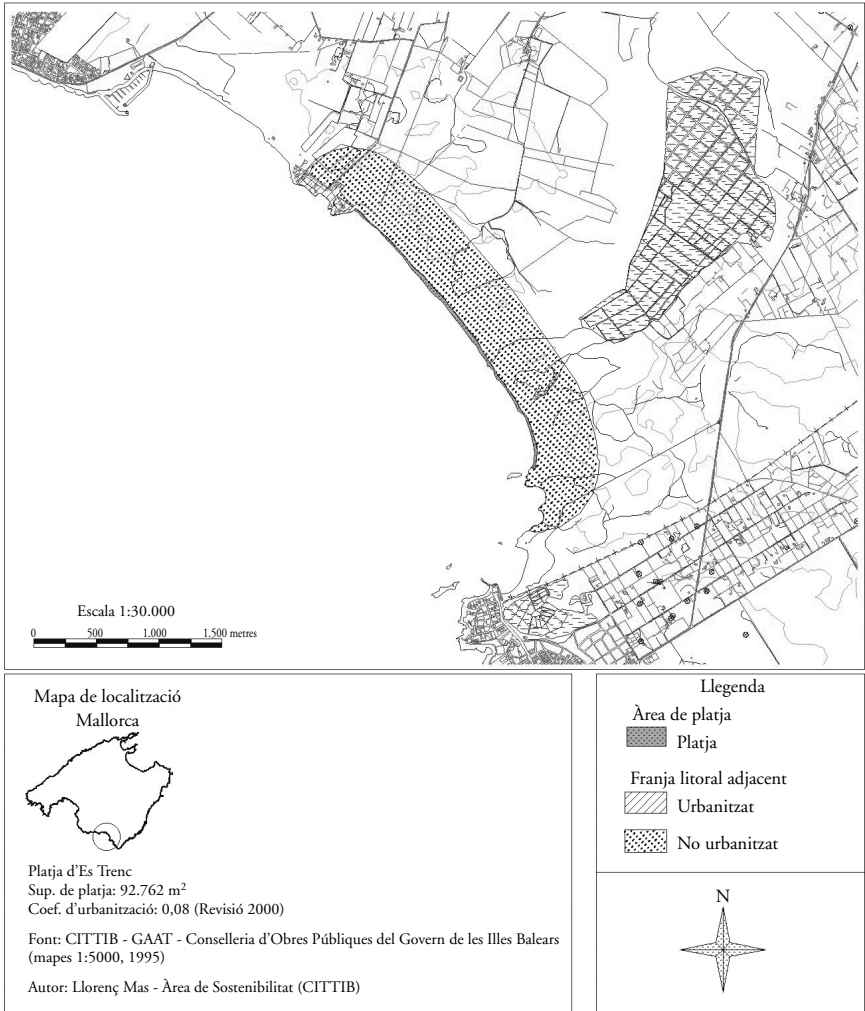 Escala 1:30.000
0 500 1.000 1.500 metres
Mapa de localització
Mallorca
Platja d'Es Trenc
Sup. de platja: 92.762 m²
Coef. d'urbanització: 0,08 (Revisió 2000)
Font: CITTIB - GAAT - Conselleria d'Obres Públiques del Govern de les Illes Balears
(mapes 1:5000, 1995)
Autor: Llorenç Mas - Àrea de Sostenibilitat (CITTIB)
Llegenda
Àrea de platja
Platja
Franja litoral adjacent
Urbanitzat
No urbanitzat
N